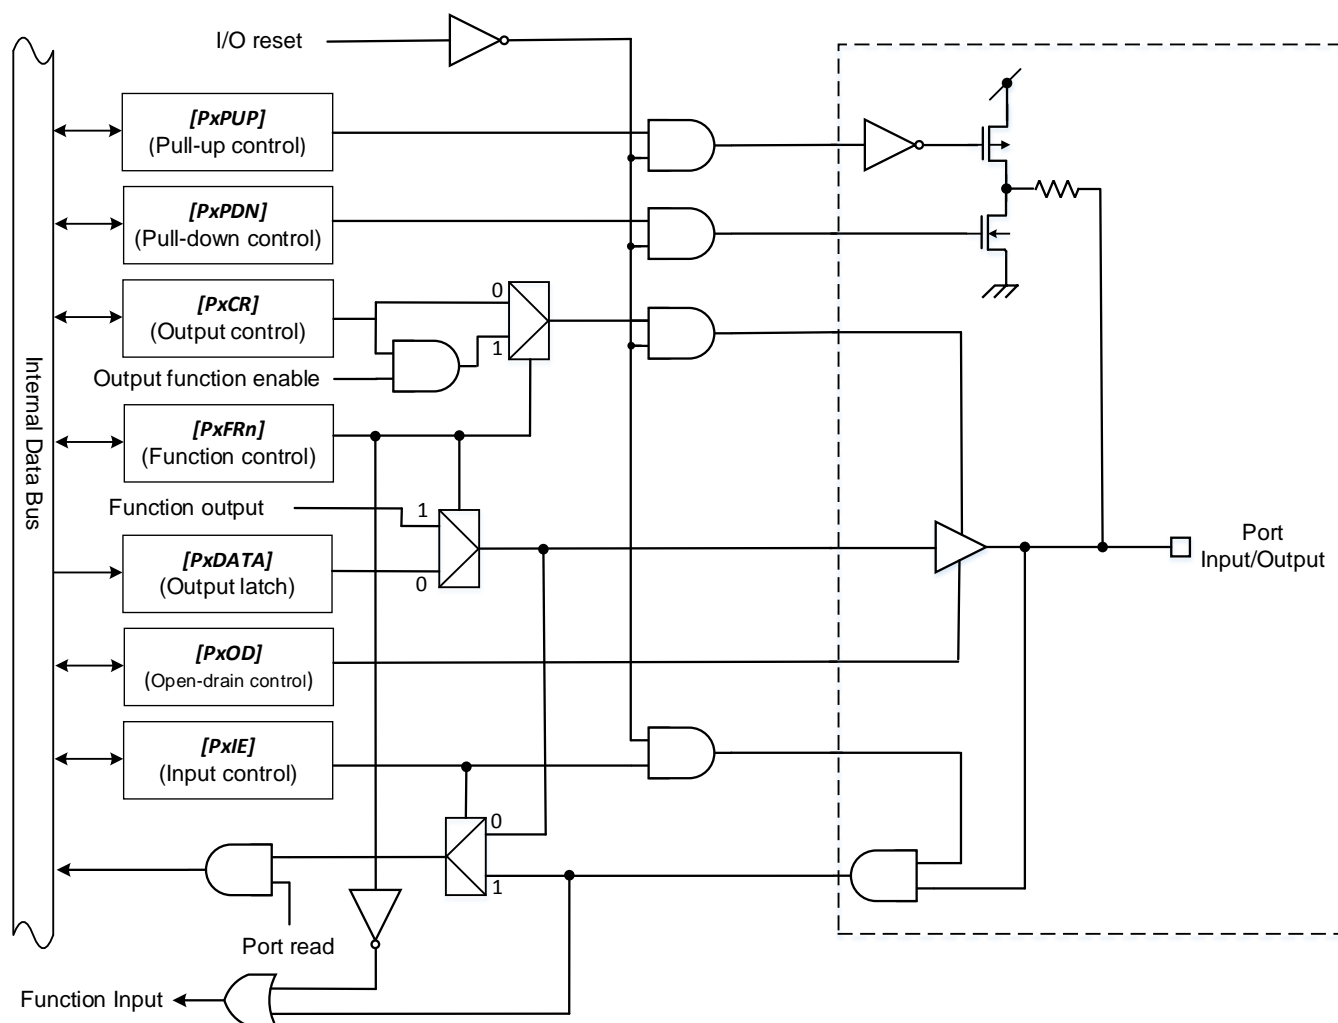 I/O reset
[PxPUP]
(Pull-up control)
[PxPDN]
(Pull-down control)
[PxCR]
(Output control)
0
1
Output function enable
[PxFRn]
(Function control)
Internal Data Bus
Function output
1
[PxDATA]
(Output latch)
0
Port
Input/Output
[PxOD]
(Open-drain control)
[PxIE]
(Input control)
0
1
Port read
Function Input